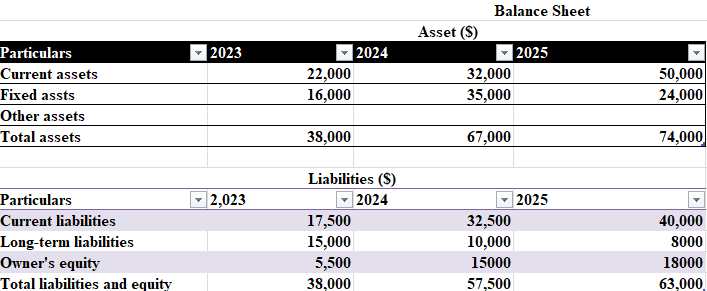 Balance Sheet
Asset ($)
Particulars 2023 2024 2025
Current assets 22,000 32,000 50,000
Fixed assts 16,000 35,000 24,000
Other assets
Total assets 38,000 67,000 74,000
Liabilities ($)
Particulars 2,023 2024 2025
Current liabilities 17,500 32,500 40,000
Long-term liabilities 15,000 10,000 8000
Owner's equity 5,500 15000 18000
Total liabilities and equity 38,000 57,500 63,000